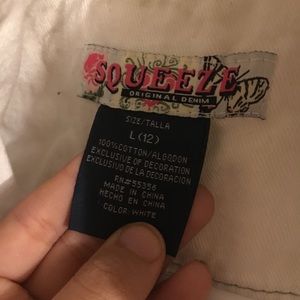 SQUEEZE
ORIGINAL DENIM
SIZE/TALLA
L (12)
100% COTTON/ALGODON
EXCLUSIVE OF DECORATION
EXCLUSIVO DE LA DECORACION
RN#55356
MADE IN CHINA
HECHO EN CHINA
COLOR: WHITE